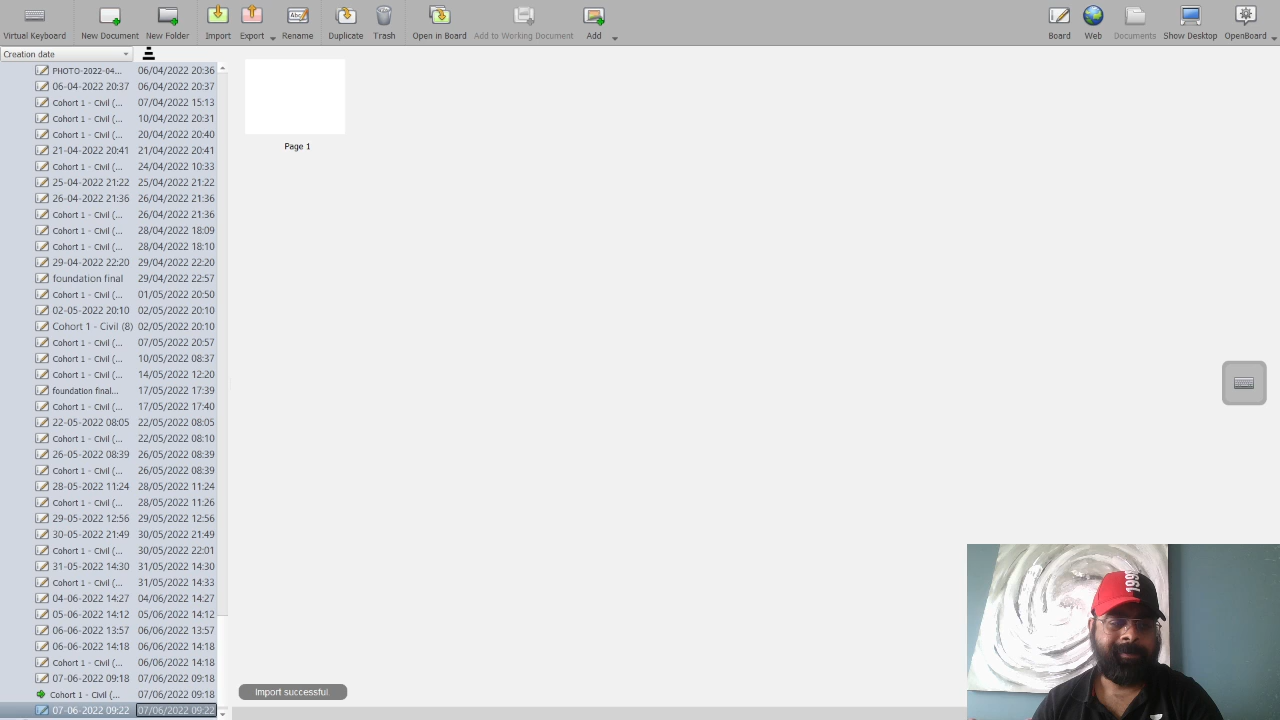 Virtual Keyboard New Document New Folder Import Export Rename Duplicate Trash Open in Board Add to Working Document Add Board Web Documents Show Desktop OpenBoard
Creation date
PHOTO-2022-04... 06/04/2022 20:36
06-04-2022 20:37 06/04/2022 20:37
Cohort 1 - Civil (... 07/04/2022 15:13
Cohort 1 - Civil (... 10/04/2022 20:31
Cohort 1 - Civil (... 20/04/2022 20:40
21-04-2022 20:41 21/04/2022 20:41
Cohort 1 - Civil (... 24/04/2022 10:33
25-04-2022 21:22 25/04/2022 21:22
26-04-2022 21:36 26/04/2022 21:36
Cohort 1 - Civil (... 26/04/2022 21:36
Cohort 1 - Civil (... 28/04/2022 18:09
Cohort 1 - Civil (... 28/04/2022 18:10
29-04-2022 22:20 29/04/2022 22:20
foundation final 29/04/2022 22:57
Cohort 1 - Civil (... 01/05/2022 20:50
02-05-2022 20:10 02/05/2022 20:10
Cohort 1 - Civil (8) 02/05/2022 20:10
Cohort 1 - Civil (... 07/05/2022 20:57
Cohort 1 - Civil (... 10/05/2022 08:37
Cohort 1 - Civil (... 14/05/2022 12:20
foundation final... 17/05/2022 17:39
Cohort 1 - Civil (... 17/05/2022 17:40
22-05-2022 08:05 22/05/2022 08:05
Cohort 1 - Civil (... 22/05/2022 08:10
26-05-2022 08:39 26/05/2022 08:39
Cohort 1 - Civil (... 26/05/2022 08:39
28-05-2022 11:24 28/05/2022 11:24
Cohort 1 - Civil (... 28/05/2022 11:26
29-05-2022 12:56 29/05/2022 12:56
30-05-2022 21:49 30/05/2022 21:49
Cohort 1 - Civil (... 30/05/2022 22:01
31-05-2022 14:30 31/05/2022 14:30
Cohort 1 - Civil (... 31/05/2022 14:33
04-06-2022 14:27 04/06/2022 14:27
05-06-2022 14:12 05/06/2022 14:12
06-06-2022 13:57 06/06/2022 13:57
06-06-2022 14:18 06/06/2022 14:18
Cohort 1 - Civil (... 06/06/2022 14:18
07-06-2022 09:18 07/06/2022 09:18
Cohort 1 - Civil (... 07/06/2022 09:18
07-06-2022 09:22 07/06/2022 09:22
Page 1
Import successful.
199